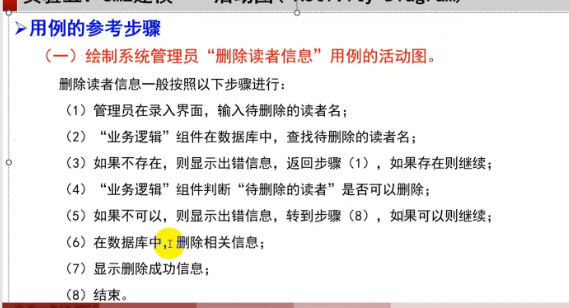 ➢用例的参考步骤
（一）绘制系统管理员“删除读者信息”用例的活动图。
删除读者信息一般按照以下步骤进行：
（1）管理员在录入界面，输入待删除的读者名；
（2）“业务逻辑”组件在数据库中，查找待删除的读者名；
（3）如果不存在，则显示出错信息，返回步骤（1），如果存在则继续；
（4）“业务逻辑”组件判断“待删除的读者”是否可以删除；
（5）如果不可以，则显示出错信息，转到步骤（8），如果可以则继续；
（6）在数据库中，删除相关信息；
（7）显示删除成功信息；
（8）结束。